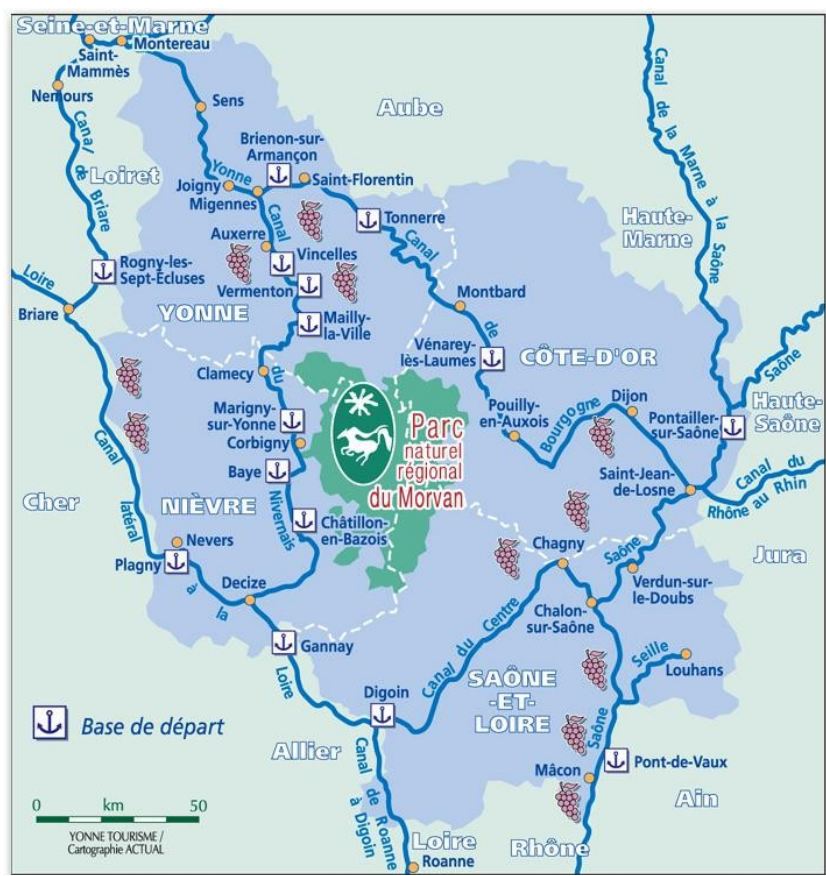 Seine-et-Marne
Montereau
Saint-
Mammès
Nemours
Sens
Aube
Canal de la Marne à la Saône
Canal de Briare
Loiret
Brienon-sur-
Armançon
Yonne
Saint-Florentin
Joigny
Migennes
Tonnerre
Haute-
Marne
Auxerre
Canal
Canal
Vincelles
Rogny-les-
Sept-Écluses
Vermenton
Loire
Briare
YONNE
Mailly-
la-Ville
Montbard
de
Vénarey-
lès-Laumes
CÔTE-D'OR
Saône
Clamecy
du
Haute-
Saône
Marigny-
sur-Yonne
Parc
naturel
régional
du Morvan
Pouilly-
en-Auxois
Bourgogne
Dijon
Pontailler-
sur-Saône
Corbigny
Canal
Baye
Saint-Jean-
de-Losne
Canal du
Rhône au Rhin
Cher
latéral
NIÈVRE
Nivernais
Châtillon-
en-Bazois
Nevers
Plagny
Chagny
Saône
Jura
à la
Decize
Verdun-sur-
le-Doubs
Chalon-
sur-Saône
Gannay
Canal du Centre
Seille
Louhans
Loire
Digoin
SAÔNE
-ET-
LOIRE
Base de départ
Allier
Saône
Pont-de-Vaux
Canal de Roanne
à Digoin
Mâcon
Ain
0 km 50
YONNE TOURISME /
Cartographie ACTUAL
Loire
Rhône
Roanne